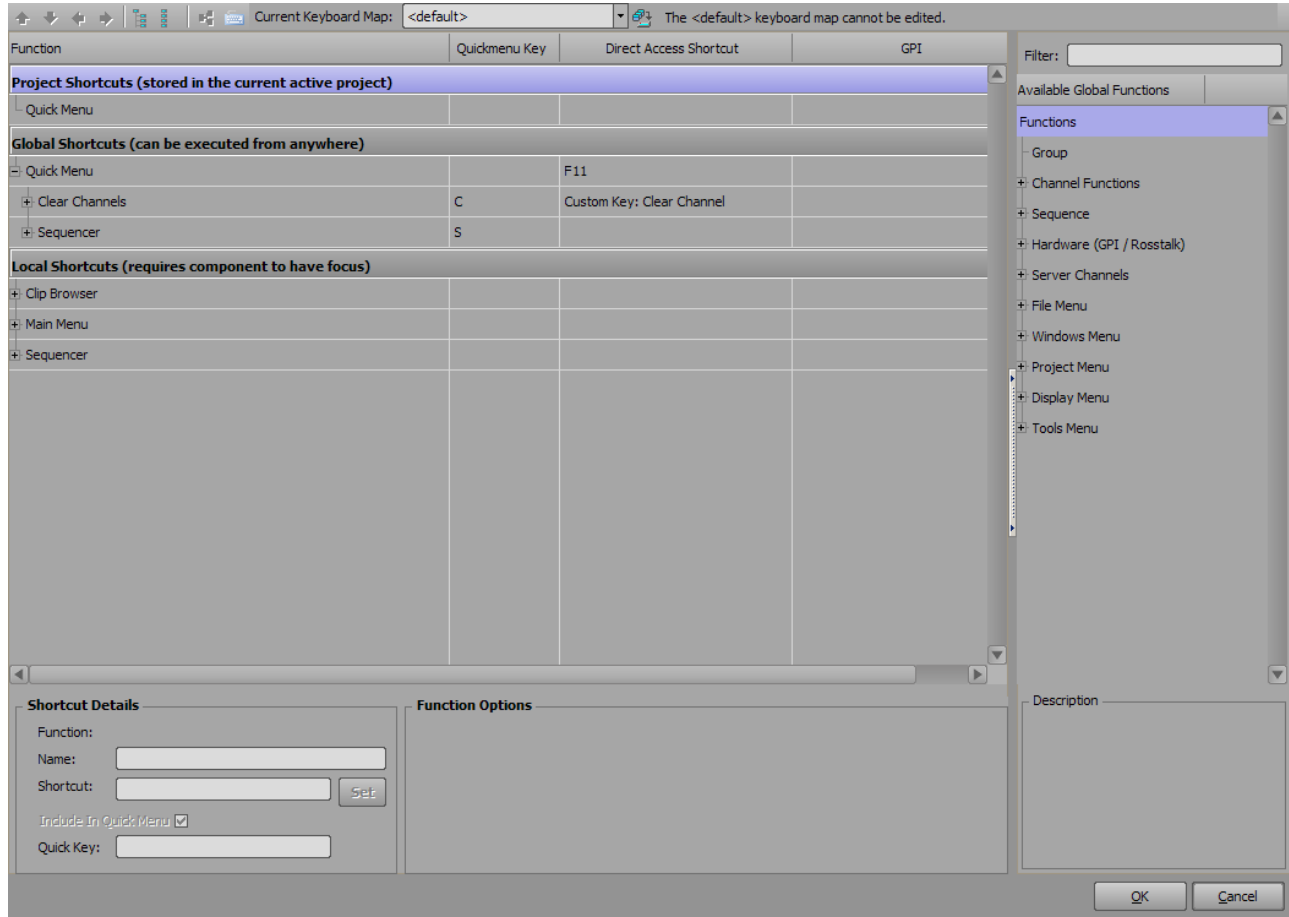 Current Keyboard Map: <default> The <default> keyboard map cannot be edited.
Function Quickmenu Key Direct Access Shortcut GPI
Project Shortcuts (stored in the current active project)
Quick Menu
Global Shortcuts (can be executed from anywhere)
Quick Menu F11
Clear Channels C Custom Key: Clear Channel
Sequencer S
Local Shortcuts (requires component to have focus)
Clip Browser
Main Menu
Sequencer
Filter:
Available Global Functions
Functions
Group
Channel Functions
Sequence
Hardware (GPI / Rosstalk)
Server Channels
File Menu
Windows Menu
Project Menu
Display Menu
Tools Menu
Shortcut Details
Function:
Name:
Shortcut: Set
Include In Quick Menu
Quick Key:
Function Options
Description
OK Cancel